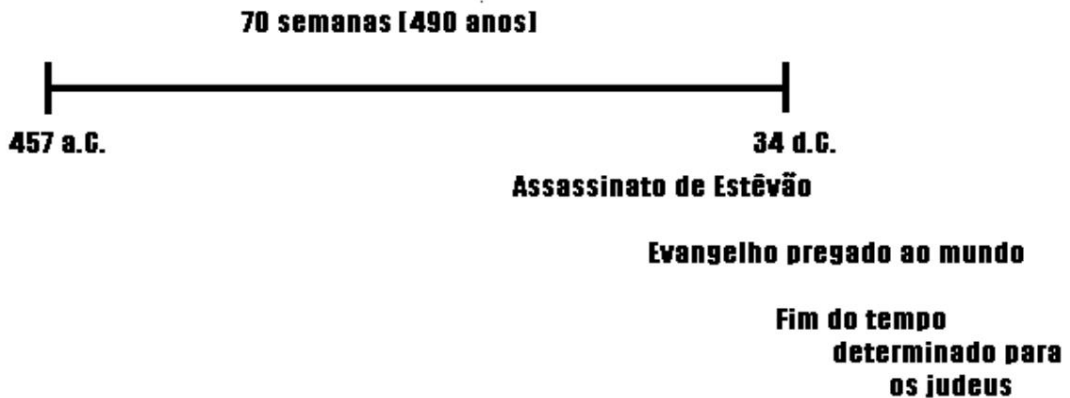 70 semanas [490 anos]
457 a.C.
34 d.C.
Assassinato de Estêvão
Evangelho pregado ao mundo
Fim do tempo
determinado para
os judeus